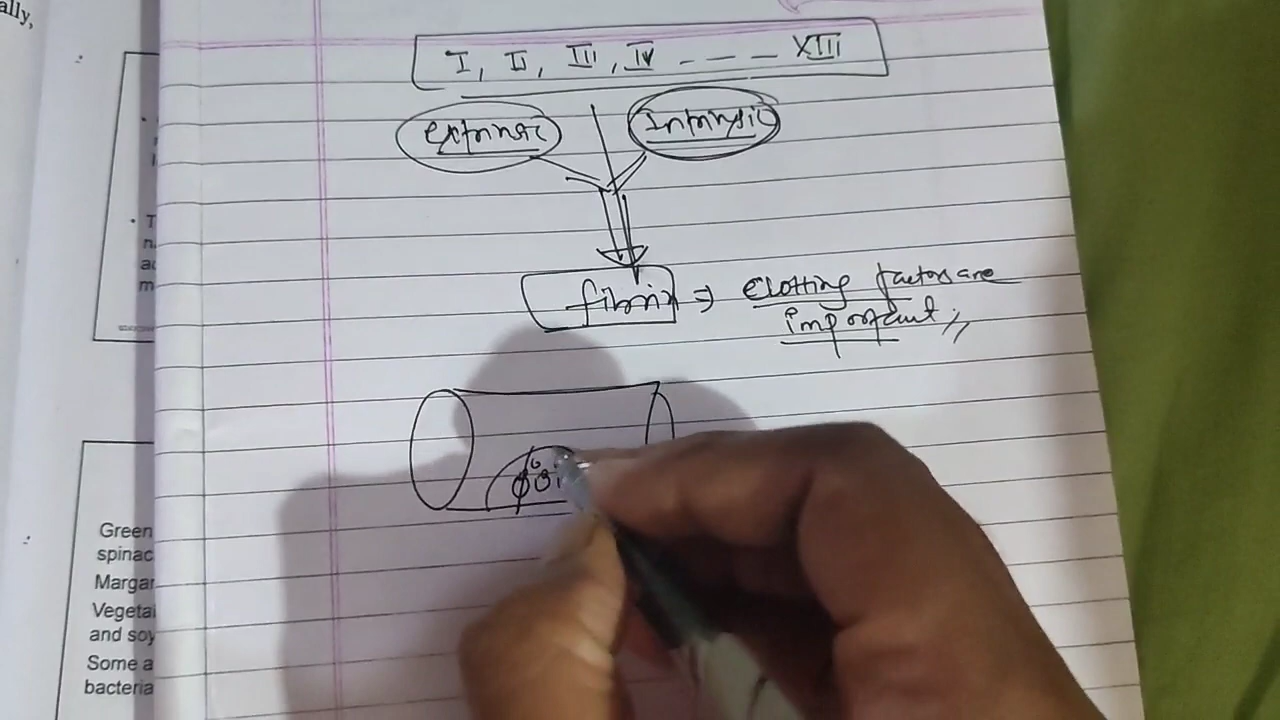 ally,
I, II, III, IV - - - - XIII
extrinsic
Intrinsic
fibrin ⇒ Clotting factors are
important
Green
spinac
Margar
Vegetal
and soy
Some a
bacteria